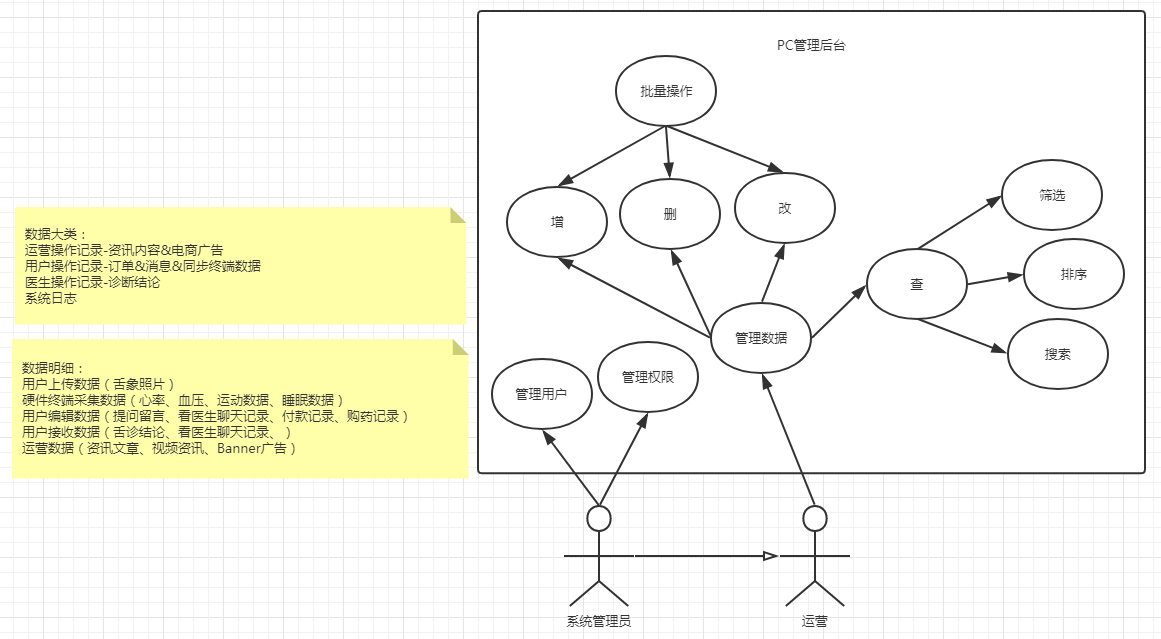 PC管理后台
批量操作
增
删
改
筛选
查
排序
搜索
管理数据
管理用户
管理权限
数据大类：
运营操作记录-资讯内容&电商广告
用户操作记录-订单&消息&同步终端数据
医生操作记录-诊断结论
系统日志
数据明细：
用户上传数据（舌象照片）
硬件终端采集数据（心率、血压、运动数据、睡眠数据）
用户编辑数据（提问留言、看医生聊天记录、付款记录、购药记录）
用户接收数据（舌诊结论、看医生聊天记录、）
运营数据（资讯文章、视频资讯、Banner广告）
系统管理员
运营